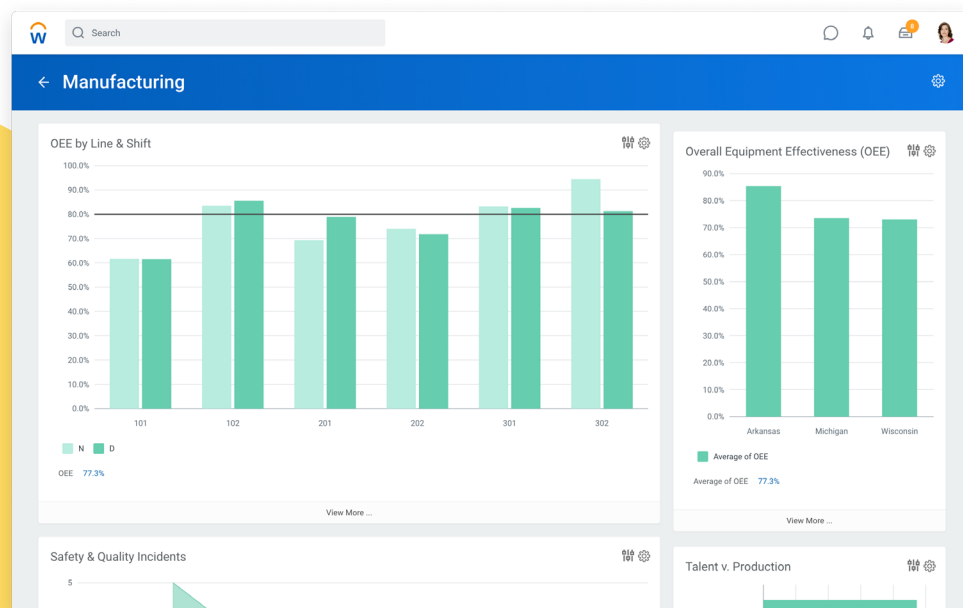 W
Search
8
Manufacturing
OEE by Line & Shift
100.0%
90.0%
80.0%
70.0%
60.0%
50.0%
40.0%
30.0%
20.0%
10.0%
0.0%
101 102 201 202 301 302
N D
OEE 77.3%
View More ...
Overall Equipment Effectiveness (OEE)
90.0%
80.0%
70.0%
60.0%
50.0%
40.0%
30.0%
20.0%
10.0%
0.0%
Arkansas Michigan Wisconsin
Average of OEE
Average of OEE 77.3%
View More ...
Safety & Quality Incidents
5
Talent v. Production